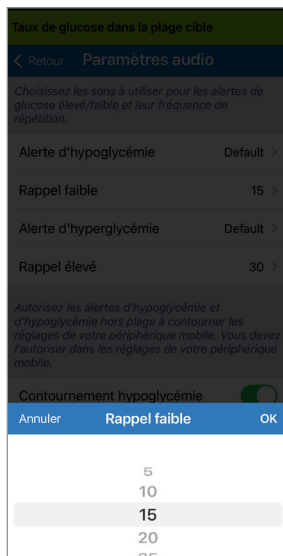 Taux de glucose dans la plage cible
Retour Paramètres audio
Choisissez les sons à utiliser pour les alertes de
glucose élevé/faible et leur fréquence de
répétition.
Alerte d'hypoglycémie Default
Rappel faible 15
Alerte d'hyperglycémie Default
Rappel élevé 30
Autorisez les alertes d'hypoglycémie et
d'hypoglycémie hors plage à contourner les
réglages de votre périphérique mobile. Vous devez
l'autoriser dans les réglages de votre périphérique
mobile.
Contournement hypoglycémie
Annuler Rappel faible OK
5
10
15
20